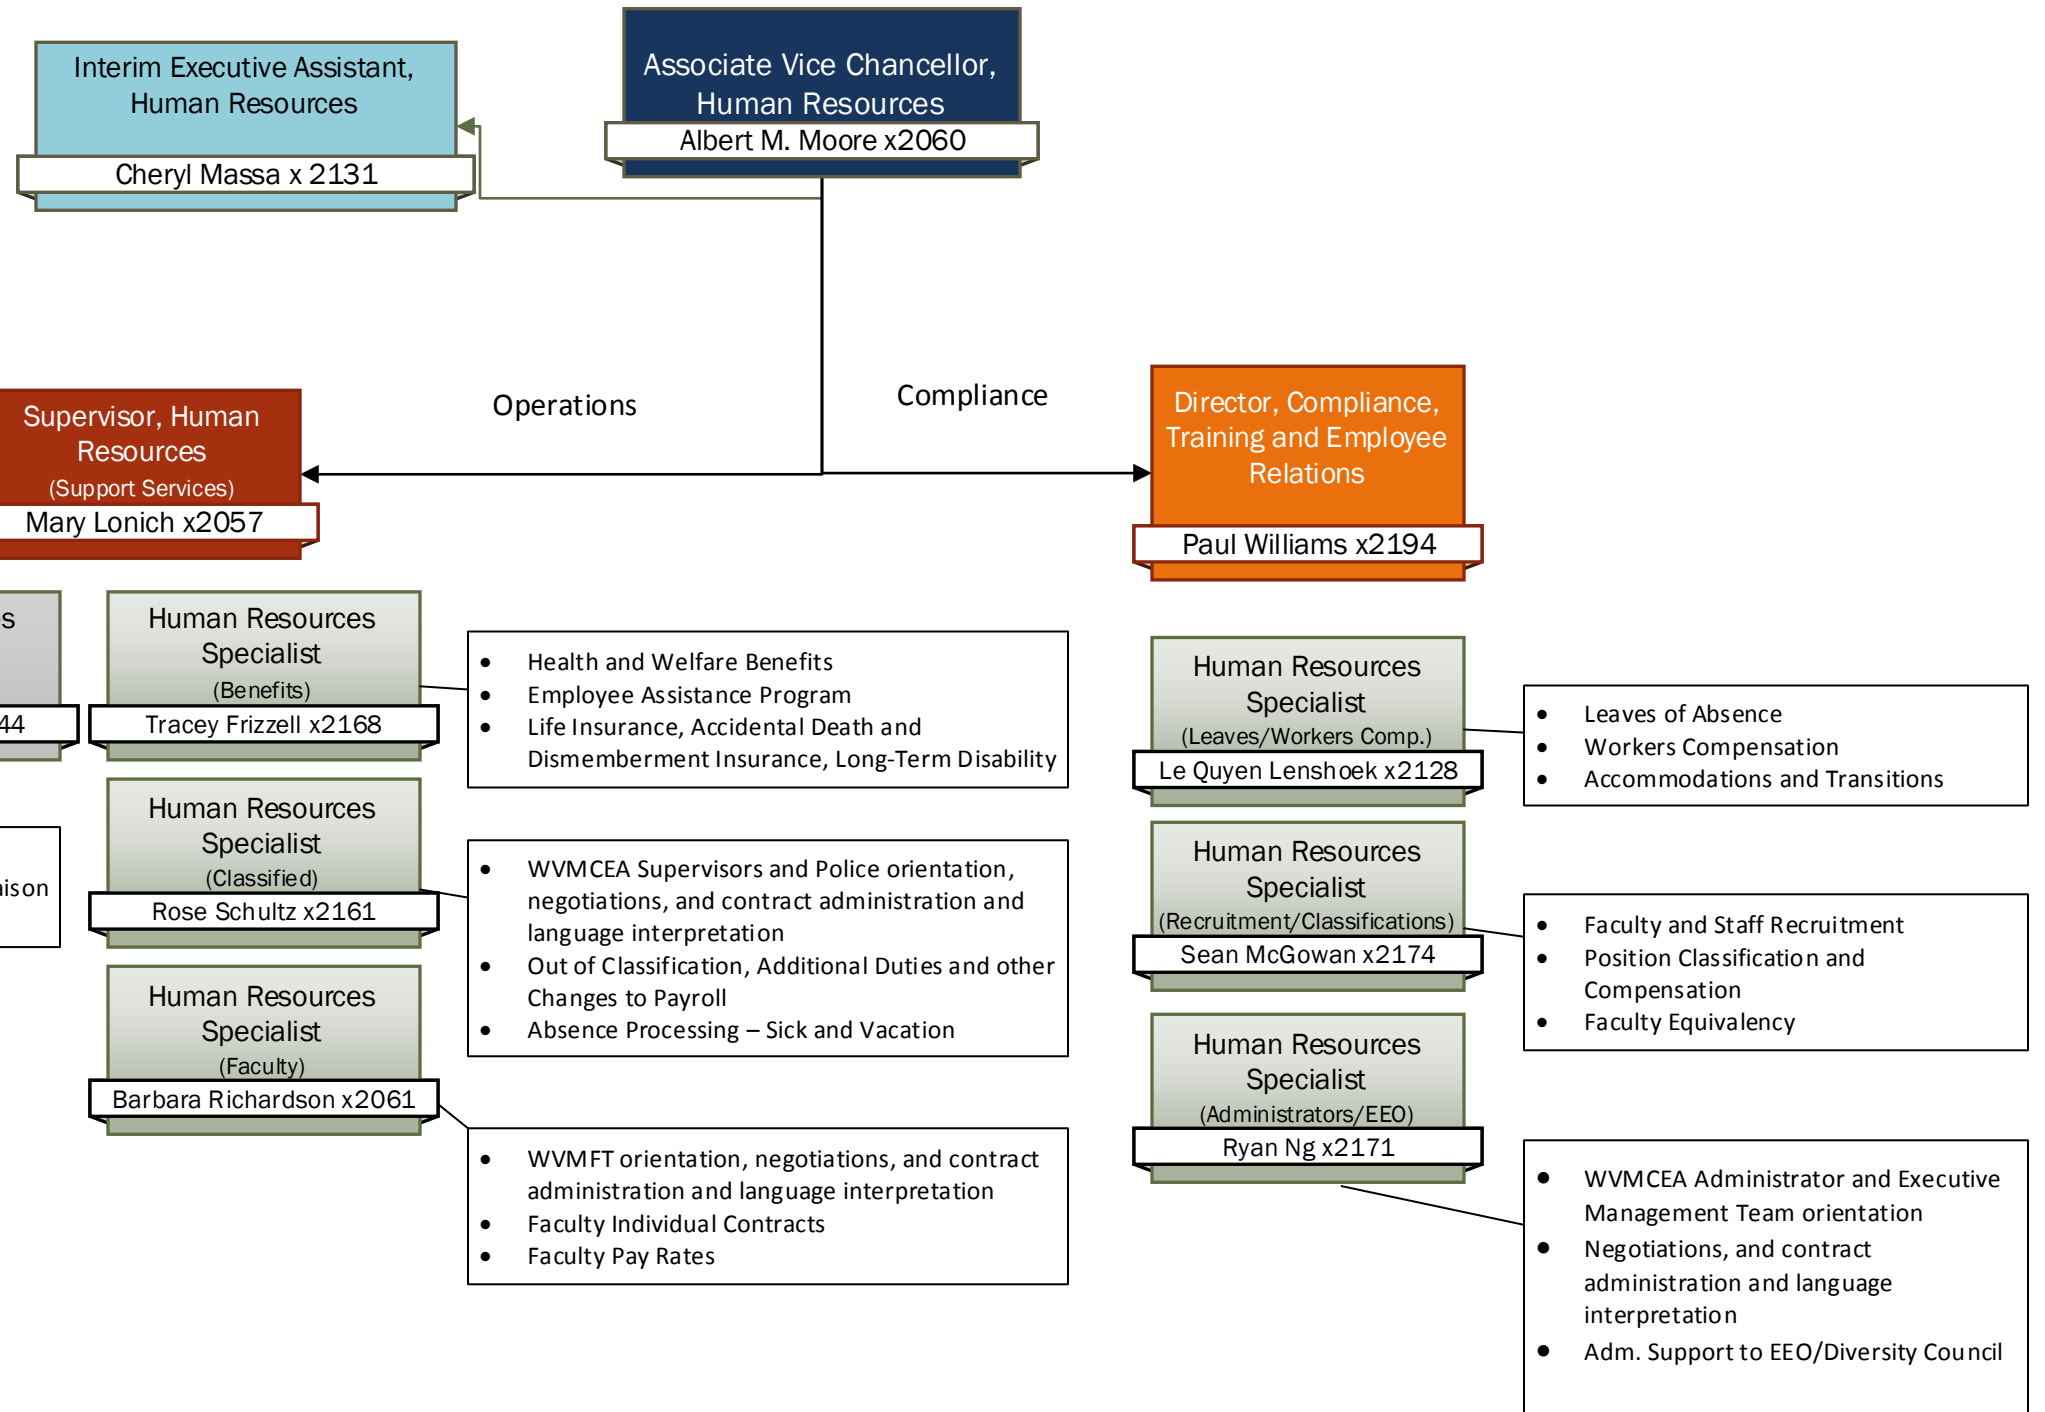 Interim Executive Assistant,
Human Resources
Cheryl Massa x 2131
Associate Vice Chancellor,
Human Resources
Albert M. Moore x2060
Operations
Compliance
Supervisor, Human
Resources
(Support Services)
Mary Lonich x2057
Director, Compliance,
Training and Employee
Relations
Paul Williams x2194
44
Human Resources
Specialist
(Benefits)
Tracey Frizzell x2168
• Health and Welfare Benefits
• Employee Assistance Program
• Life Insurance, Accidental Death and
Dismemberment Insurance, Long-Term Disability
Human Resources
Specialist
(Classified)
Rose Schultz x2161
• WVMCEA Supervisors and Police orientation,
negotiations, and contract administration and
language interpretation
• Out of Classification, Additional Duties and other
Changes to Payroll
• Absence Processing – Sick and Vacation
Human Resources
Specialist
(Faculty)
Barbara Richardson x2061
• WVMFT orientation, negotiations, and contract
administration and language interpretation
• Faculty Individual Contracts
• Faculty Pay Rates
Human Resources
Specialist
(Leaves/Workers Comp.)
Le Quyen Lenshoek x2128
• Leaves of Absence
• Workers Compensation
• Accommodations and Transitions
Human Resources
Specialist
(Recruitment/Classifications)
Sean McGowan x2174
• Faculty and Staff Recruitment
• Position Classification and
Compensation
• Faculty Equivalency
Human Resources
Specialist
(Administrators/EEO)
Ryan Ng x2171
• WVMCEA Administrator and Executive
Management Team orientation
• Negotiations, and contract
administration and language
interpretation
• Adm. Support to EEO/Diversity Council